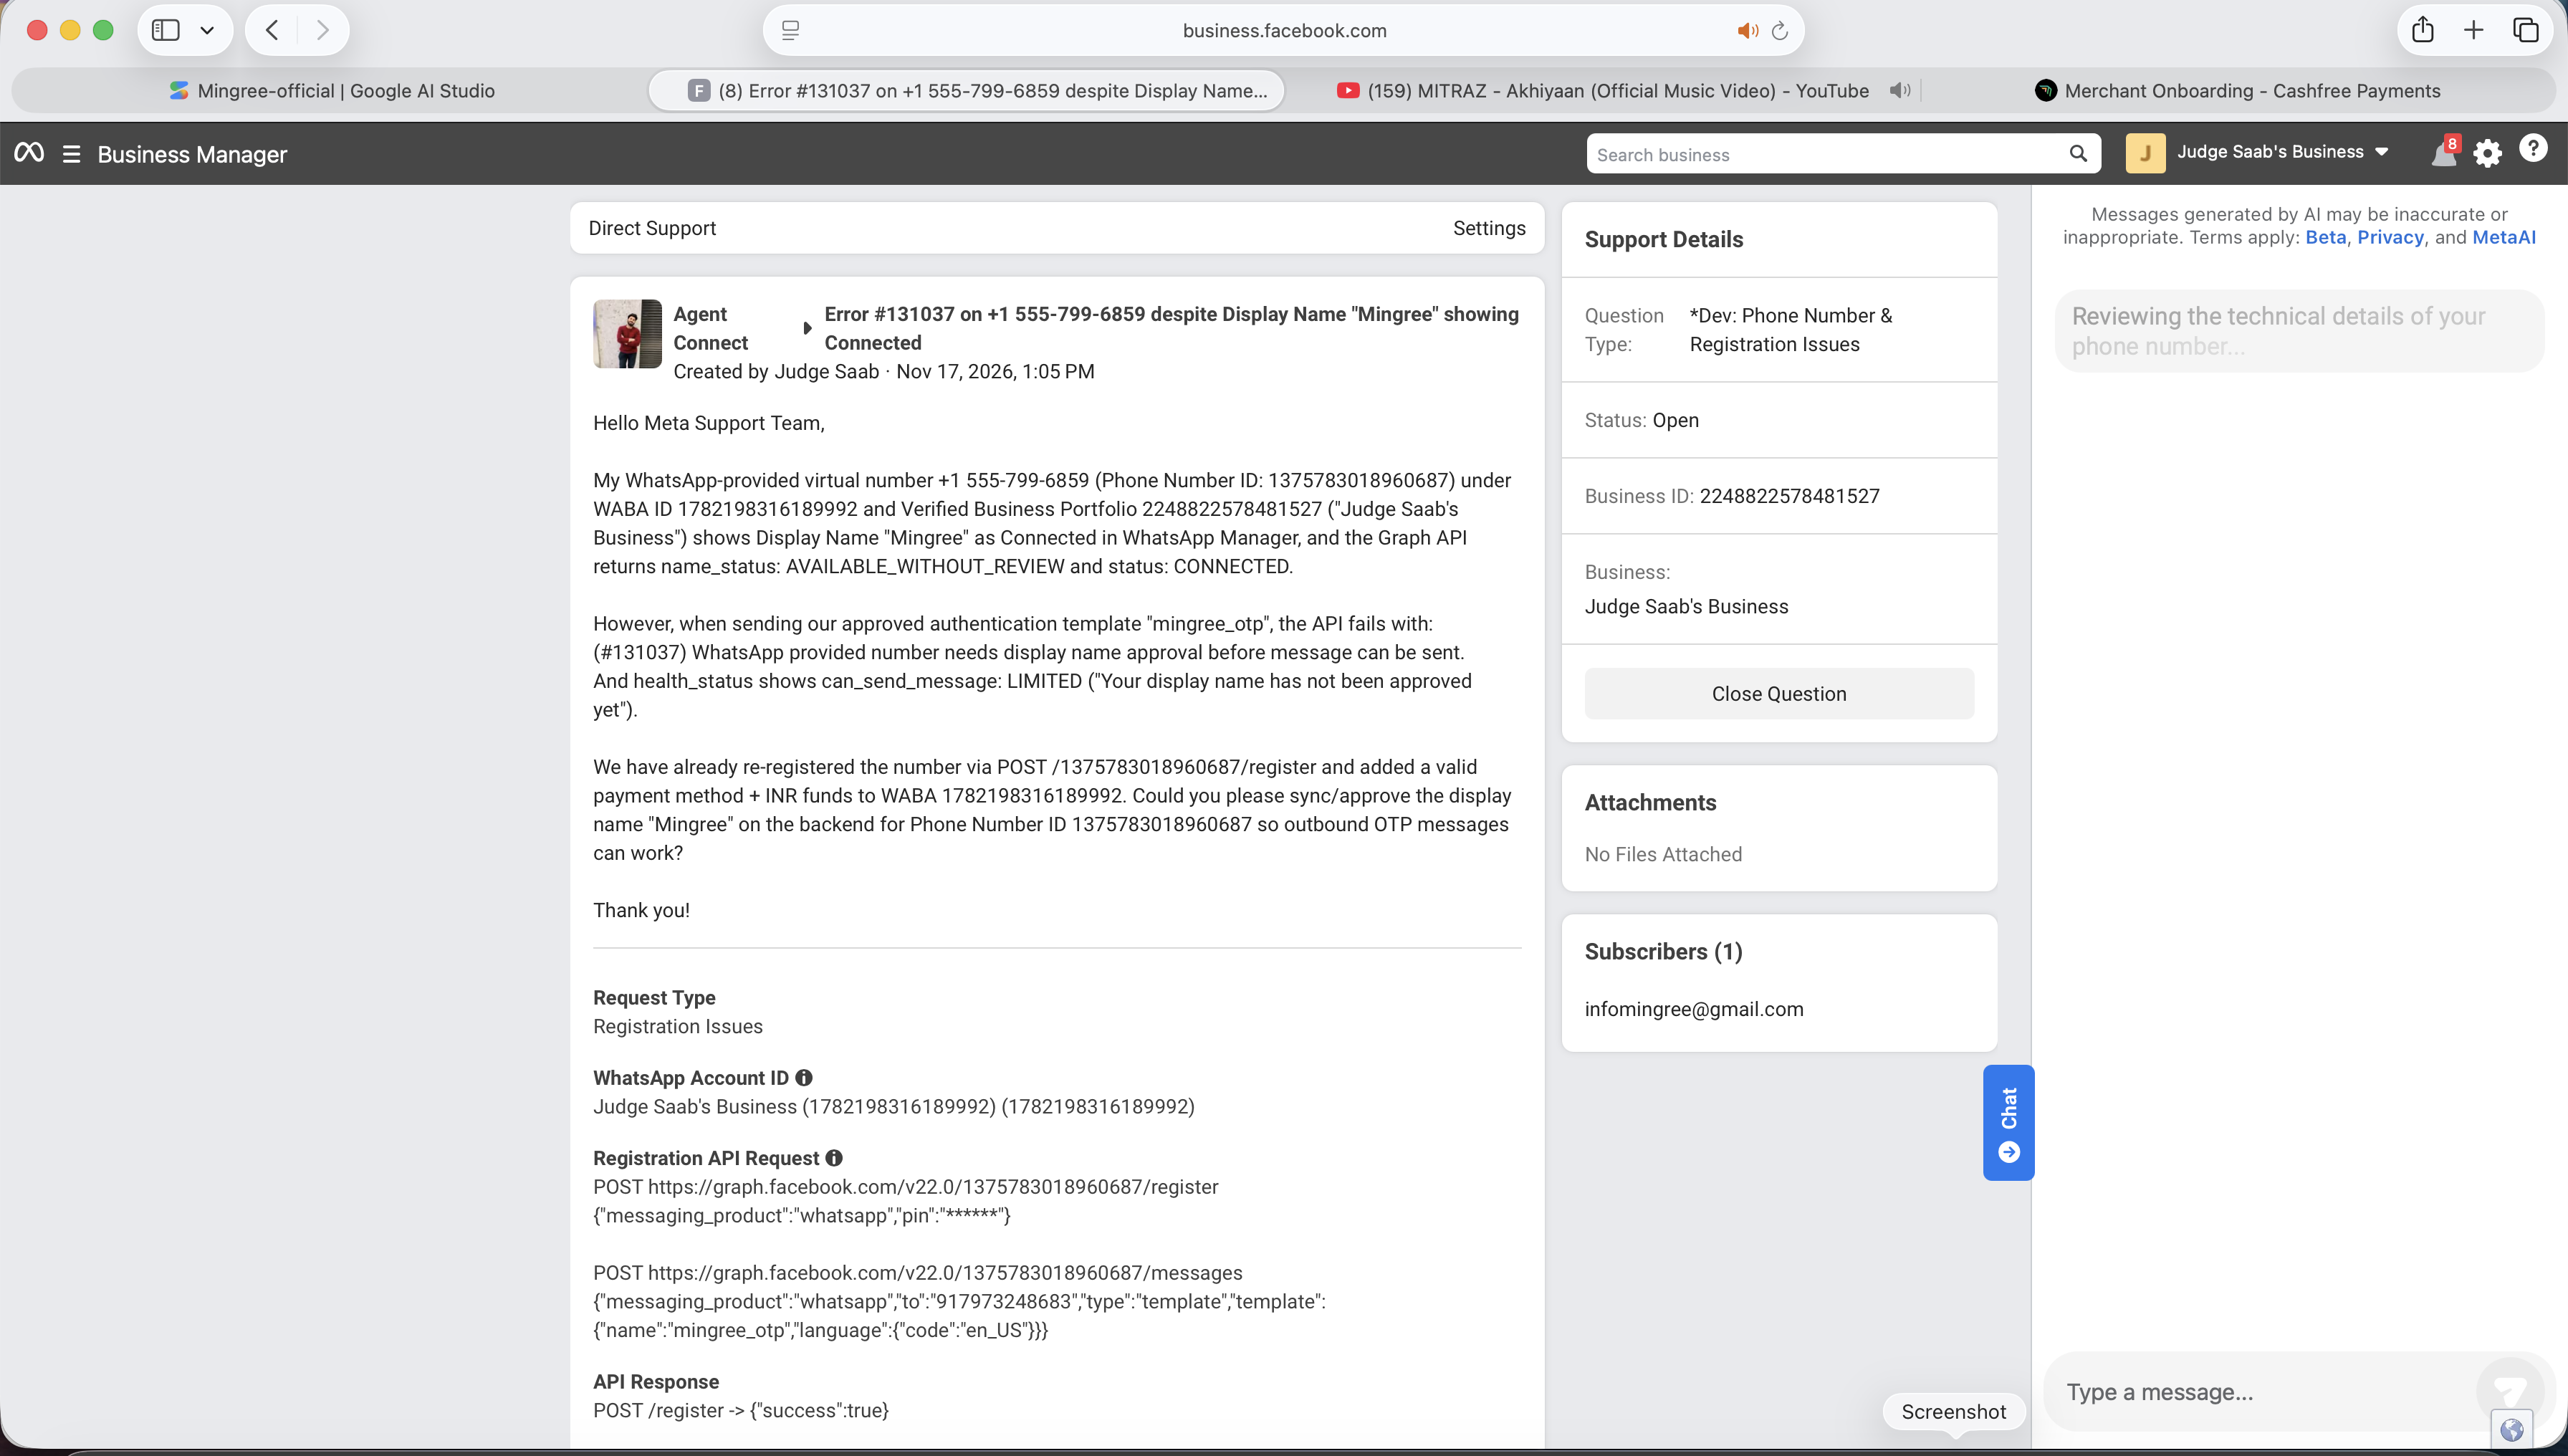 business.facebook.com
Mingree-official | Google AI Studio
F
(8) Error #131037 on +1 555-799-6859 despite Display Name...
(159) MITRAZ - Akhiyaan (Official Music Video) - YouTube
Merchant Onboarding - Cashfree Payments
Business Manager
Search business
J
Judge Saab's Business
8
Direct Support
Settings
Agent
Connect
Error #131037 on +1 555-799-6859 despite Display Name "Mingree" showing
Connected
Created by Judge Saab · Nov 17, 2026, 1:05 PM
Hello Meta Support Team,
My WhatsApp-provided virtual number +1 555-799-6859 (Phone Number ID: 1375783018960687) under
WABA ID 1782198316189992 and Verified Business Portfolio 2248822578481527 ("Judge Saab's
Business") shows Display Name "Mingree" as Connected in WhatsApp Manager, and the Graph API
returns name_status: AVAILABLE_WITHOUT_REVIEW and status: CONNECTED.
However, when sending our approved authentication template "mingree_otp", the API fails with:
(#131037) WhatsApp provided number needs display name approval before message can be sent.
And health_status shows can_send_message: LIMITED ("Your display name has not been approved
yet").
We have already re-registered the number via POST /1375783018960687/register and added a valid
payment method + INR funds to WABA 1782198316189992. Could you please sync/approve the display
name "Mingree" on the backend for Phone Number ID 1375783018960687 so outbound OTP messages
can work?
Thank you!
Request Type
Registration Issues
WhatsApp Account ID
Judge Saab's Business (1782198316189992) (1782198316189992)
Registration API Request
POST https://graph.facebook.com/v22.0/1375783018960687/register
{"messaging_product":"whatsapp","pin":"******"}
POST https://graph.facebook.com/v22.0/1375783018960687/messages
{"messaging_product":"whatsapp","to":"917973248683","type":"template","template":
{"name":"mingree_otp","language":{"code":"en_US"}}}
API Response
POST /register -> {"success":true}
Support Details
Question Type:
*Dev: Phone Number &
Registration Issues
Status: Open
Business ID: 2248822578481527
Business:
Judge Saab's Business
Close Question
Attachments
No Files Attached
Subscribers (1)
infomingree@gmail.com
Chat
Screenshot
Messages generated by AI may be inaccurate or
inappropriate. Terms apply: Beta, Privacy, and MetaAI
Reviewing the technical details of your
phone number...
Type a message...